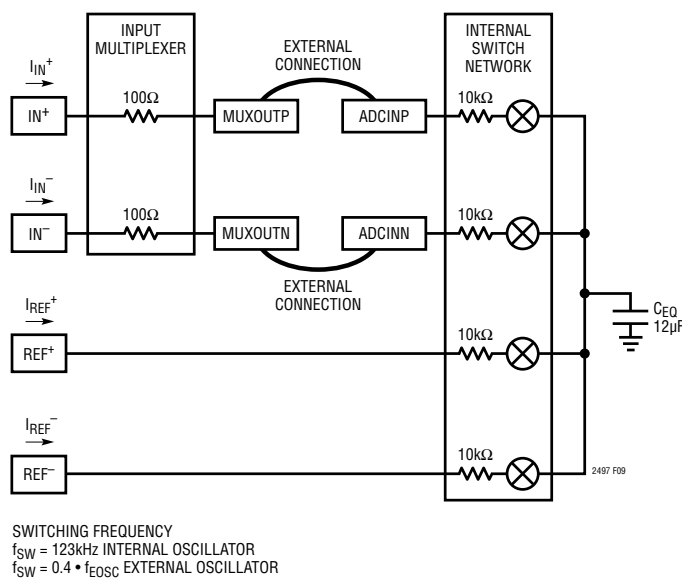 INPUT
MULTIPLEXER
EXTERNAL
CONNECTION
INTERNAL
SWITCH
NETWORK
IIN+
IN+
100Ω
MUXOUTP
ADCINP
10kΩ
IIN–
IN–
100Ω
MUXOUTN
ADCINN
10kΩ
EXTERNAL
CONNECTION
IREF+
REF+
10kΩ
CEQ
12µF
IREF–
REF–
10kΩ
2497 F09
SWITCHING FREQUENCY
fSW = 123kHz INTERNAL OSCILLATOR
fSW = 0.4 • fEOSC EXTERNAL OSCILLATOR